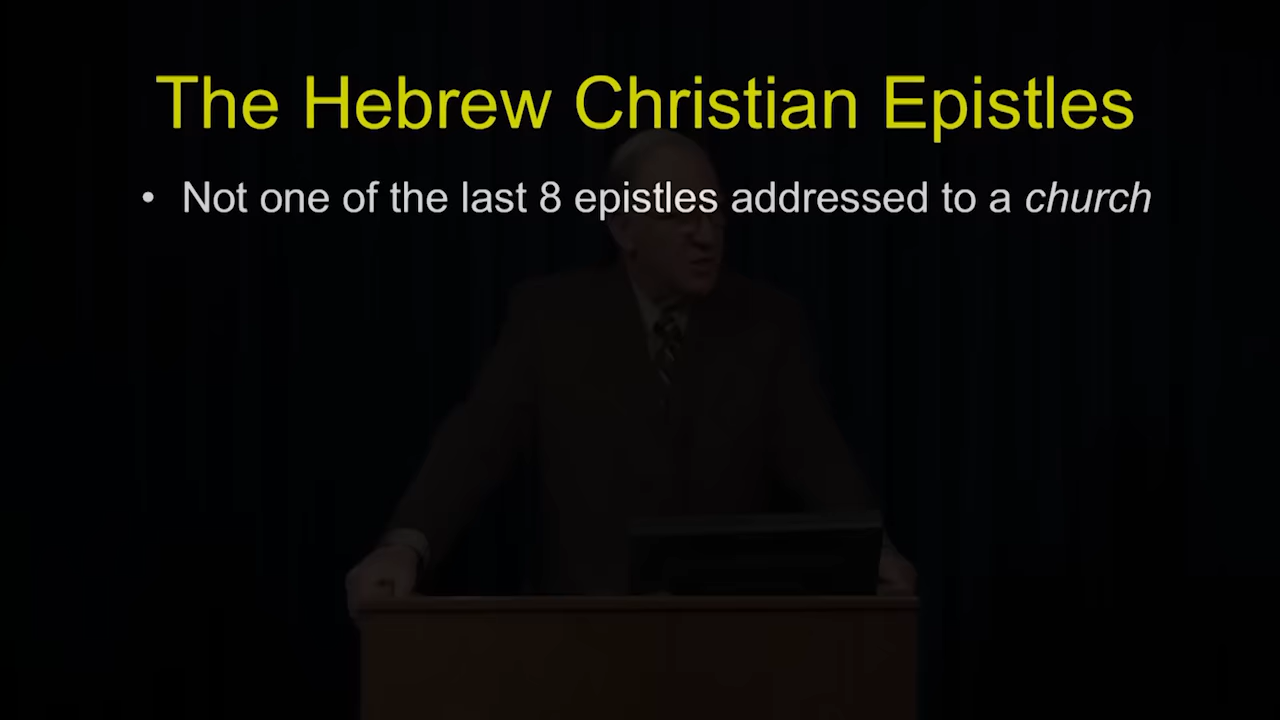 The Hebrew Christian Epistles
• Not one of the last 8 epistles addressed to a church